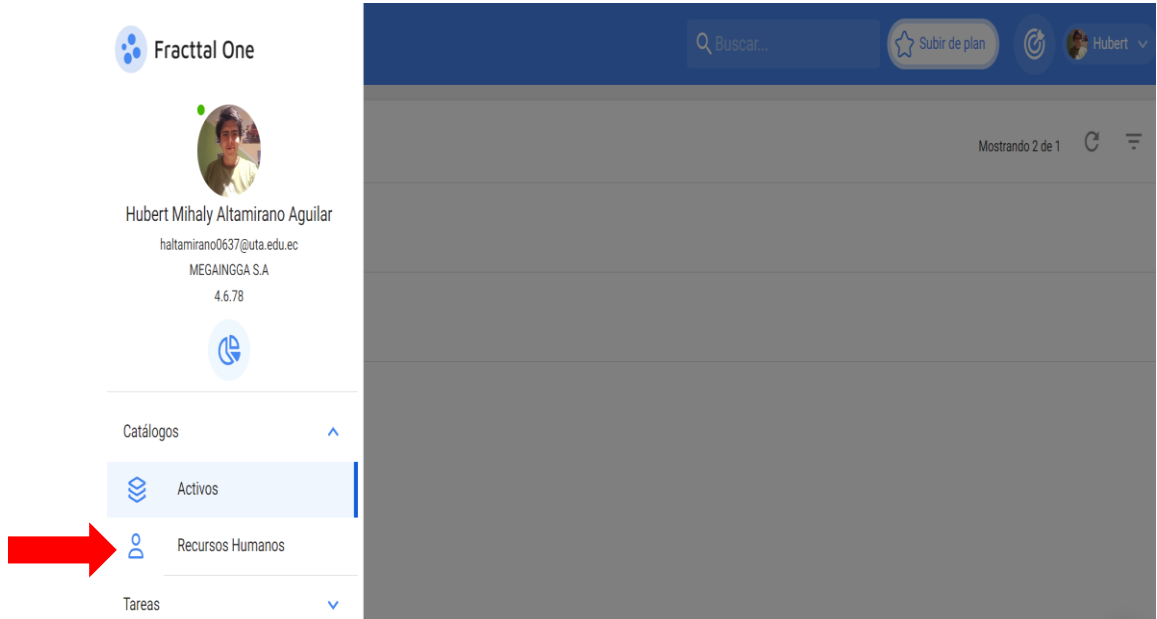 Fracttal One
Buscar...
Subir de plan
Hubert
Mostrando 2 de 1
Hubert Mihaly Altamirano Aguilar
haltamirano0637@uta.edu.ec
MEGAINGGA S.A
4.6.78
Catálogos
Activos
Recursos Humanos
Tareas